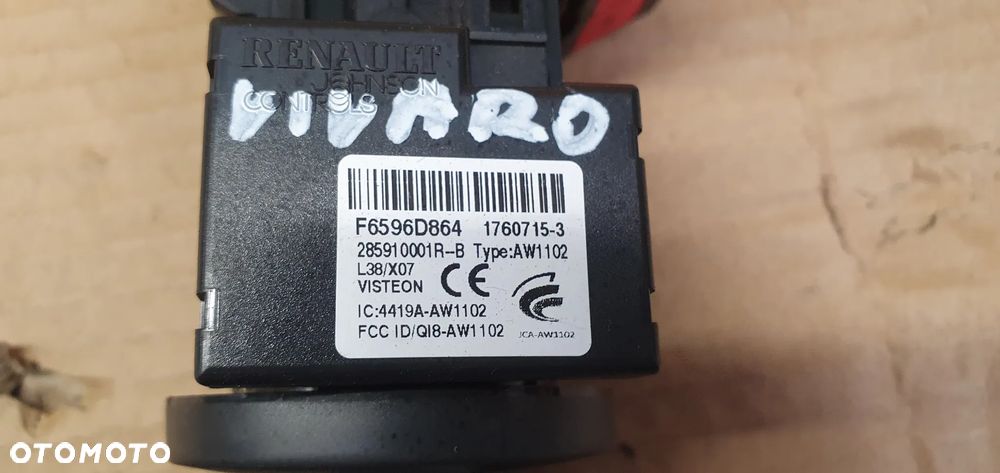 RENAULT
JOHNSON
CONTROLS
VIVARO
F6596D864 1760715-3
285910001R--B Type:AW1102
L38/X07
VISTEON CE
IC:4419A-AW1102
FCC ID/QI8-AW1102 JCA-AW1102
OTOMOTO